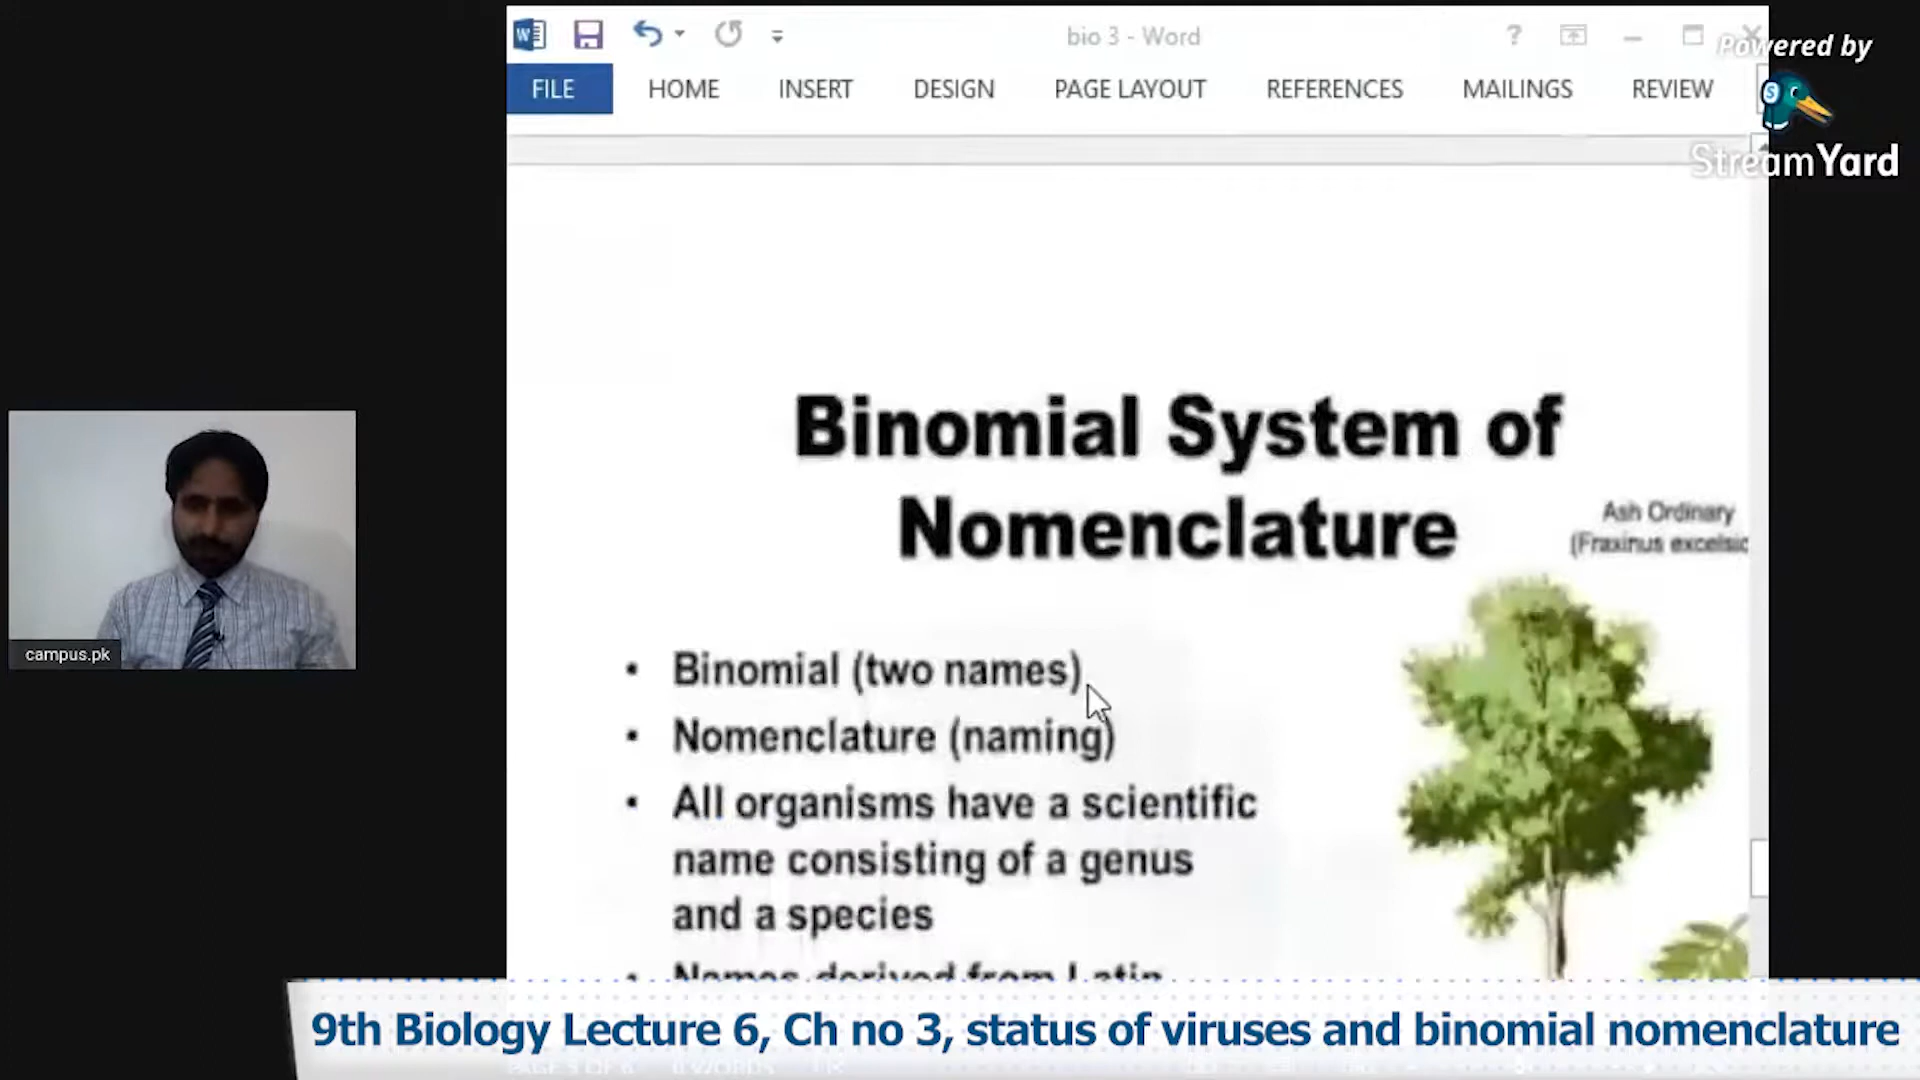 bio 3 - Word
Powered by
FILE HOME INSERT DESIGN PAGE LAYOUT REFERENCES MAILINGS REVIEW
StreamYard
Binomial System of
Nomenclature
Ash Ordinary
(Fraxinus excelsio
• Binomial (two names)
• Nomenclature (naming)
• All organisms have a scientific
name consisting of a genus
and a species
• Names derived from Latin
campus.pk
9th Biology Lecture 6, Ch no 3, status of viruses and binomial nomenclature